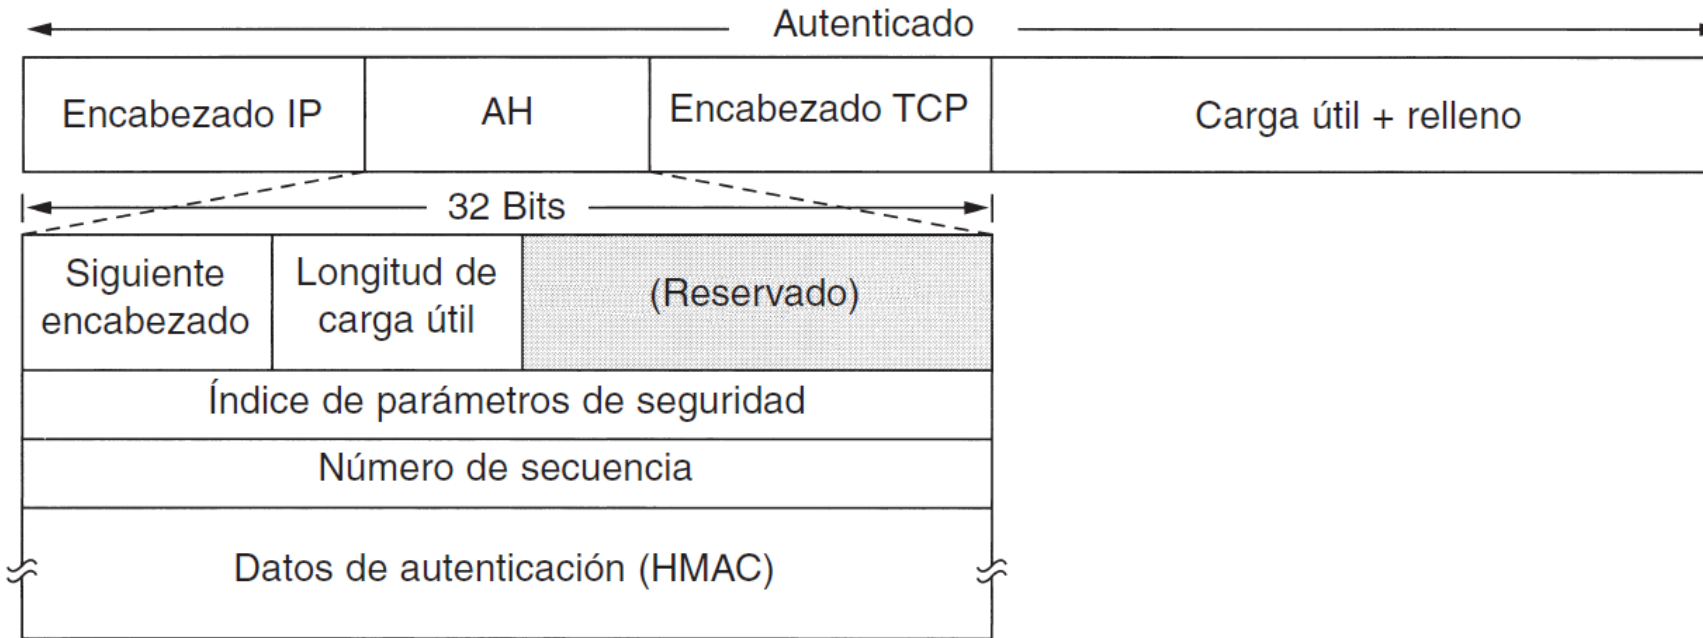 Autenticado
Encabezado IP
AH
Encabezado TCP
Carga útil + relleno
32 Bits
Siguiente
encabezado
Longitud de
carga útil
(Reservado)
Índice de parámetros de seguridad
Número de secuencia
Datos de autenticación (HMAC)